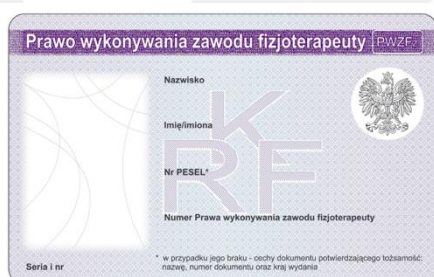 Prawo wykonywania zawodu fizjoterapeuty PWZFz
Nazwisko
Imię/imiona
KRF
Nr PESEL*
Numer Prawa wykonywania zawodu fizjoterapeuty
Seria i nr
* w przypadku jego braku - cechy dokumentu potwierdzającego tożsamość:
nazwę, numer dokumentu oraz kraj wydania